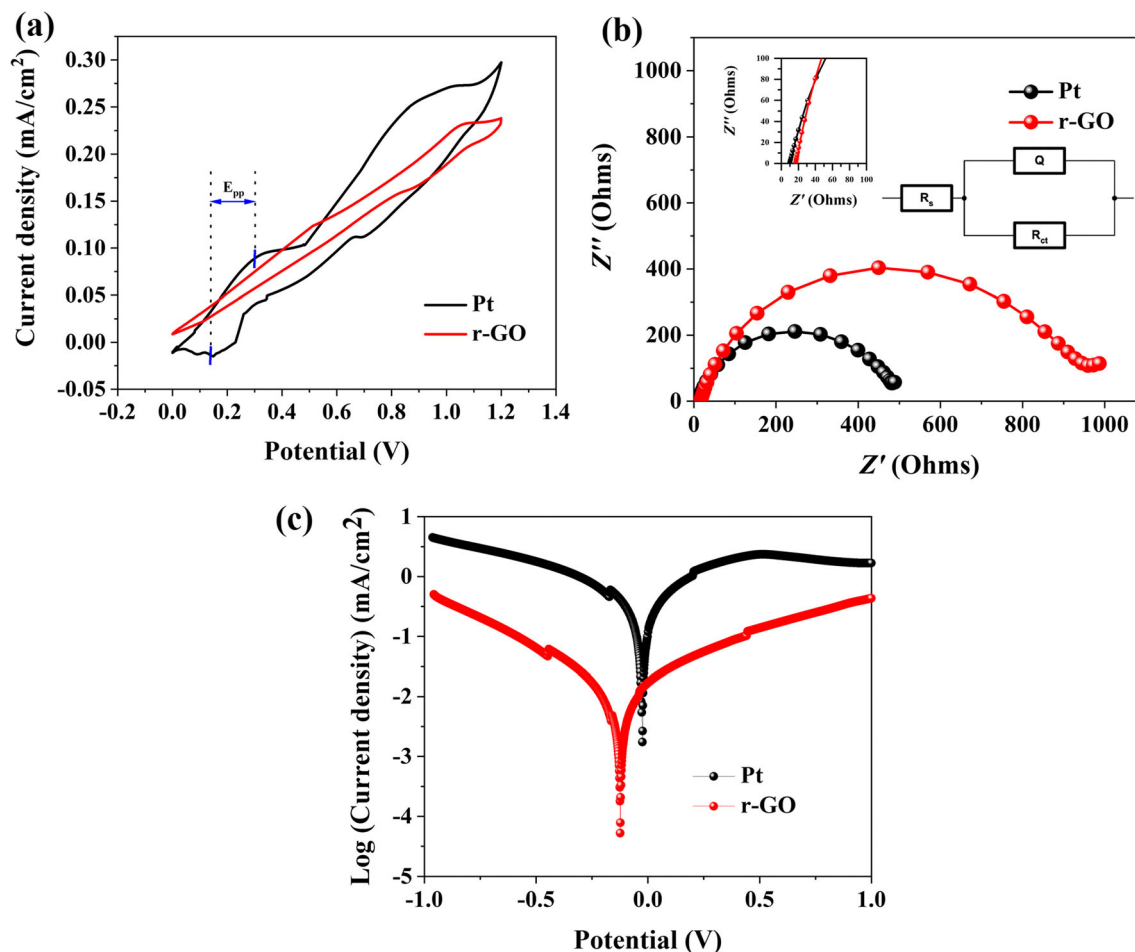 (a)
Current density (mA/cm²)
0.30
0.25
0.20
0.15
0.10
0.05
0.00
-0.05
E_pp
Pt
r-GO
-0.2 0.0 0.2 0.4 0.6 0.8 1.0 1.2 1.4
Potential (V)
(b)
Z'' (Ohms)
1000
800
600
400
200
0
Z'' (Ohms)
100
80
60
40
20
0
0 20 40 60 80 100
Z' (Ohms)
Pt
r-GO
Q
R_s
R_ct
0 200 400 600 800 1000
Z' (Ohms)
(c)
Log (Current density) (mA/cm²)
1
0
-1
-2
-3
-4
-5
Pt
r-GO
-1.0 -0.5 0.0 0.5 1.0
Potential (V)